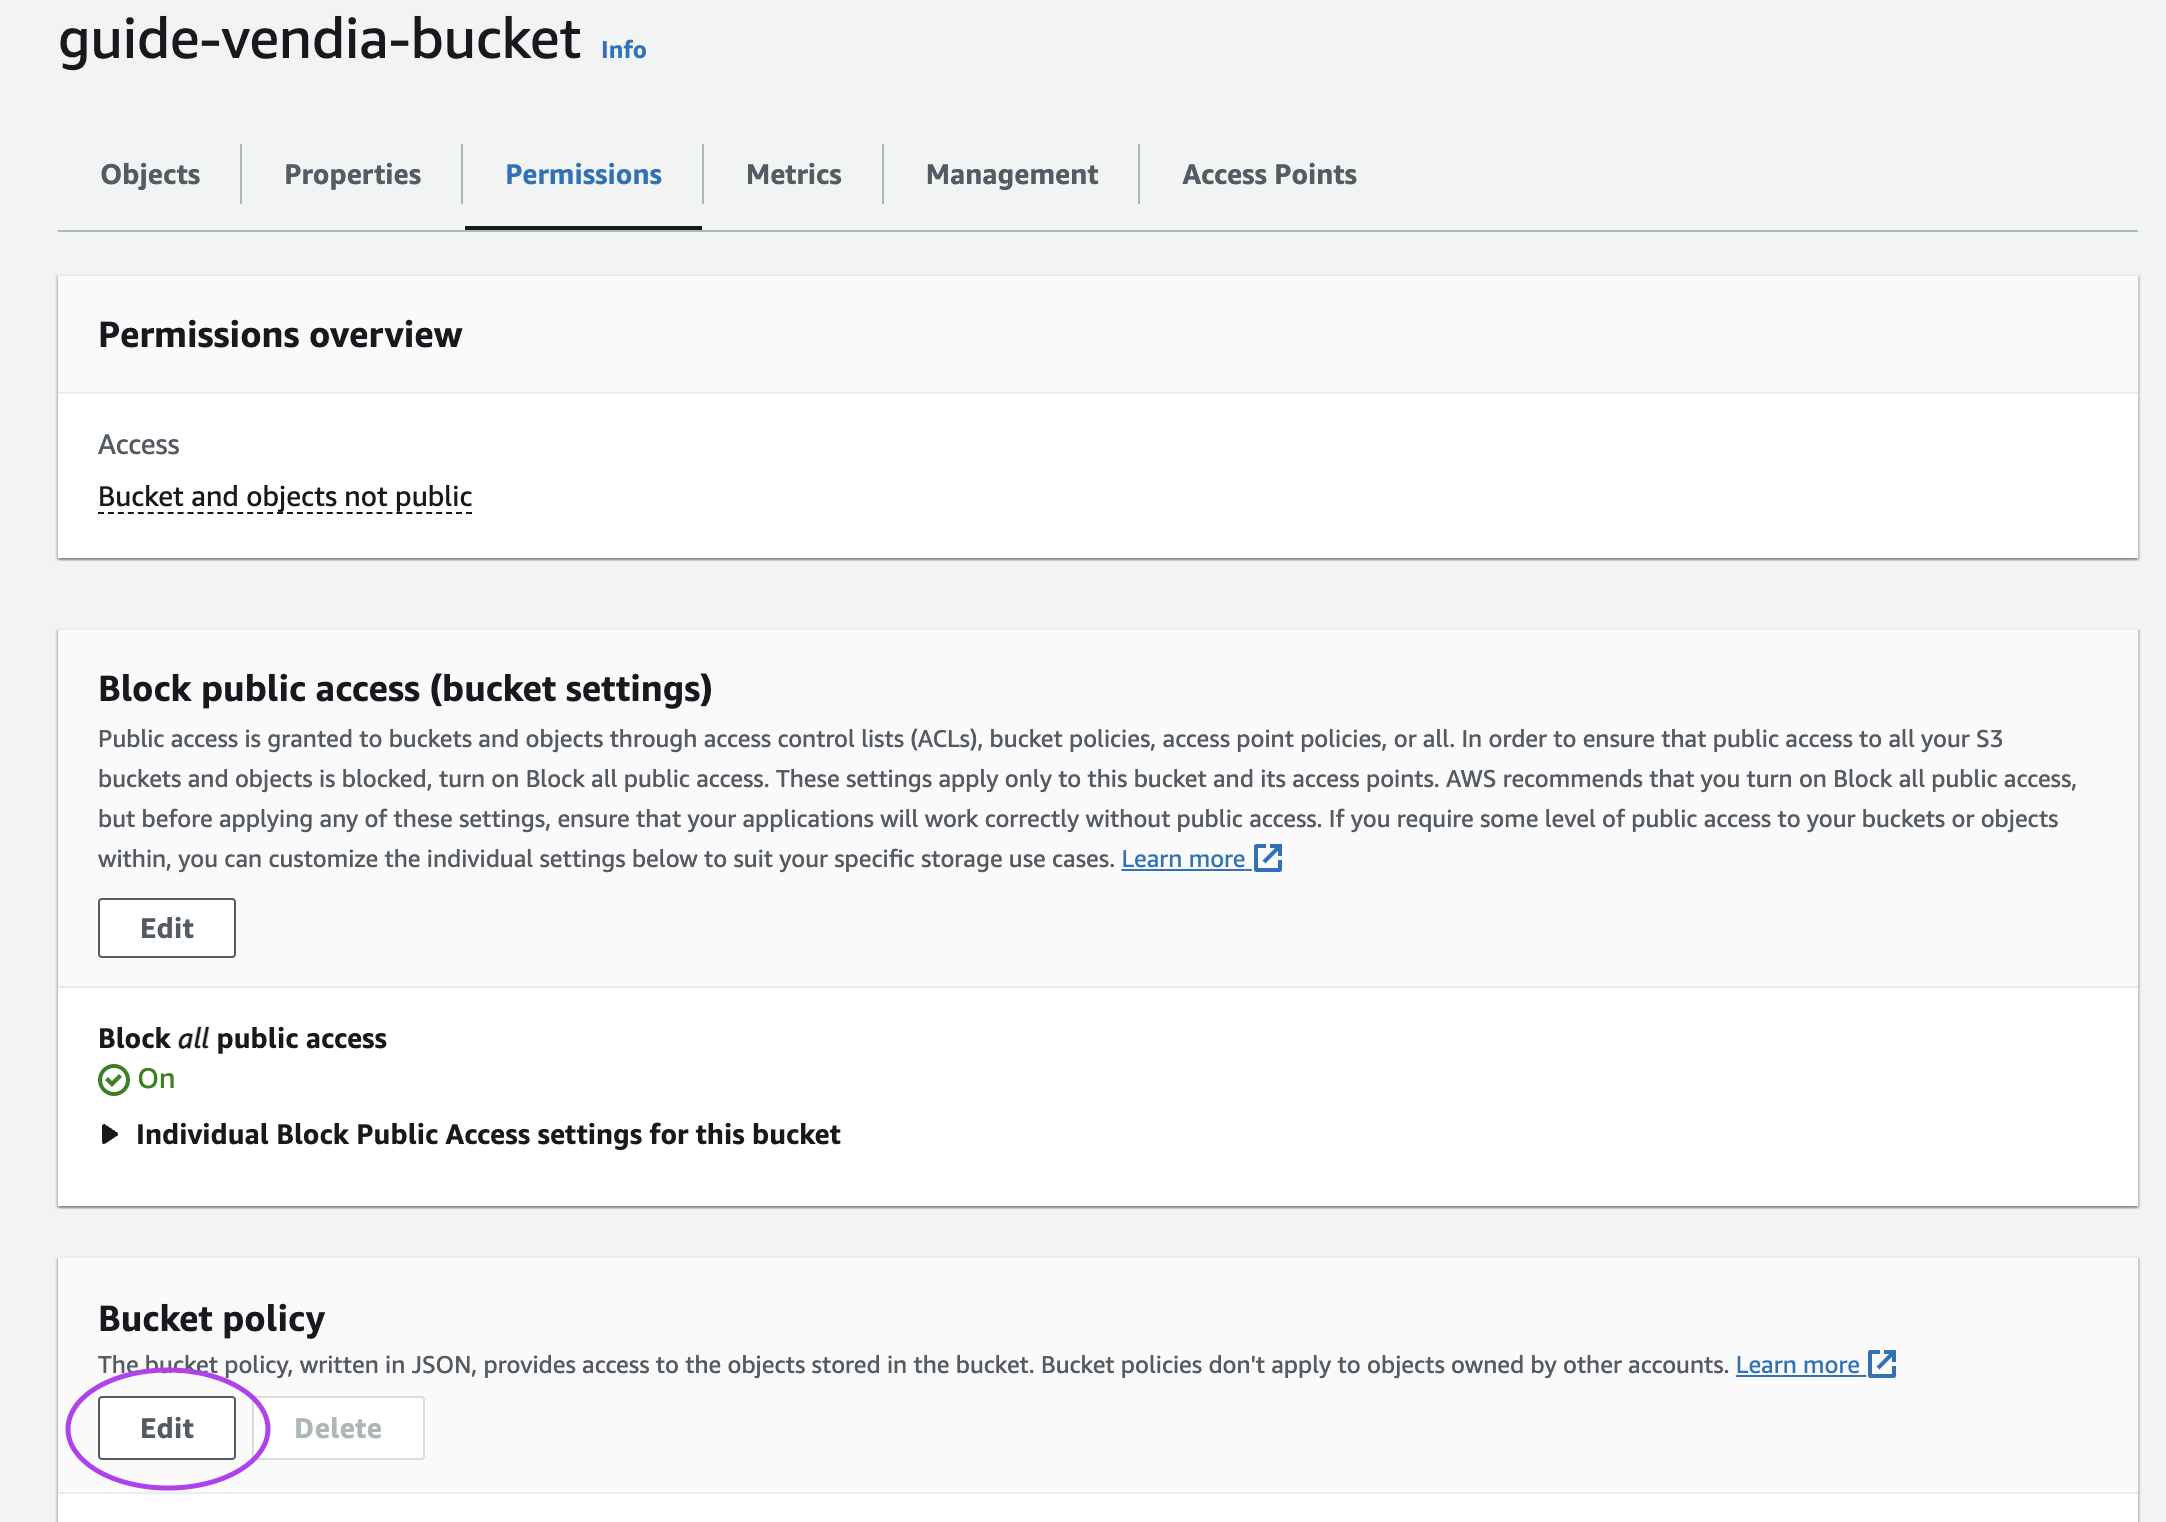 guide-vendia-bucket Info
Objects Properties Permissions Metrics Management Access Points
Permissions overview
Access
Bucket and objects not public
Block public access (bucket settings)
Public access is granted to buckets and objects through access control lists (ACLs), bucket policies, access point policies, or all. In order to ensure that public access to all your S3
buckets and objects is blocked, turn on Block all public access. These settings apply only to this bucket and its access points. AWS recommends that you turn on Block all public access,
but before applying any of these settings, ensure that your applications will work correctly without public access. If you require some level of public access to your buckets or objects
within, you can customize the individual settings below to suit your specific storage use cases. Learn more
Edit
Block all public access
On
Individual Block Public Access settings for this bucket
Bucket policy
The bucket policy, written in JSON, provides access to the objects stored in the bucket. Bucket policies don't apply to objects owned by other accounts. Learn more
Edit Delete